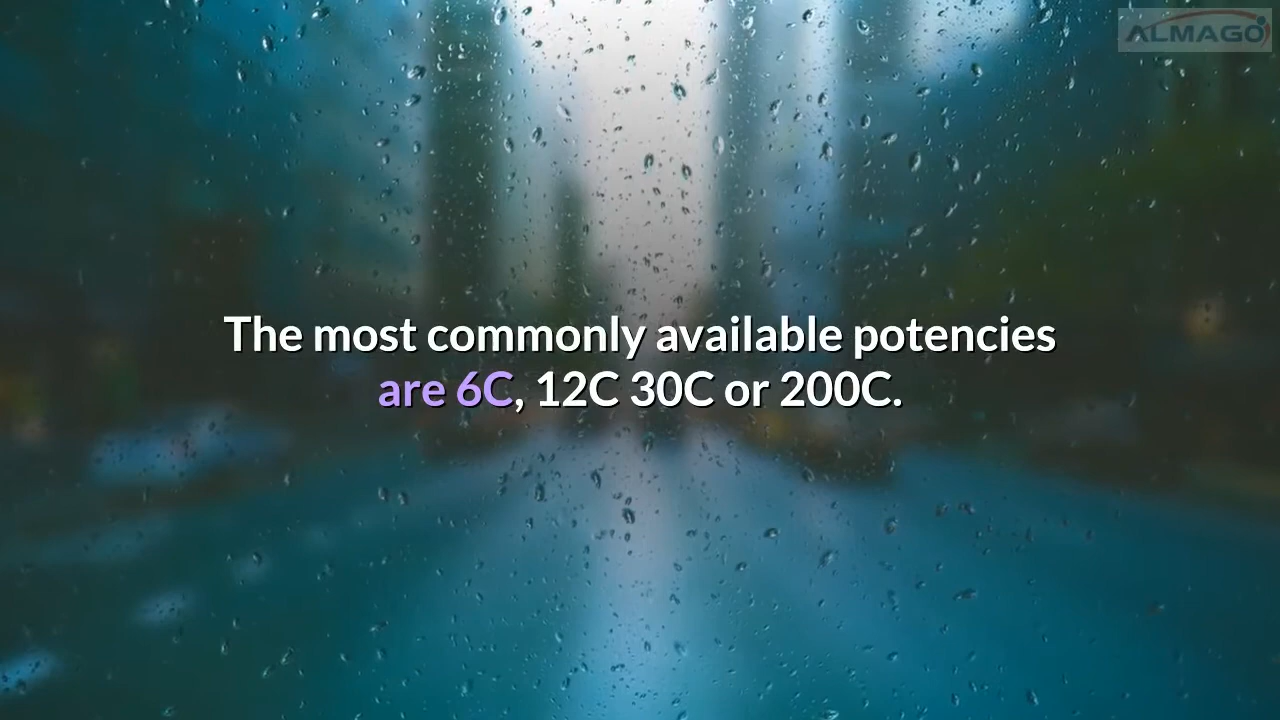 ALMAGO
The most commonly available potencies
are 6C, 12C 30C or 200C.